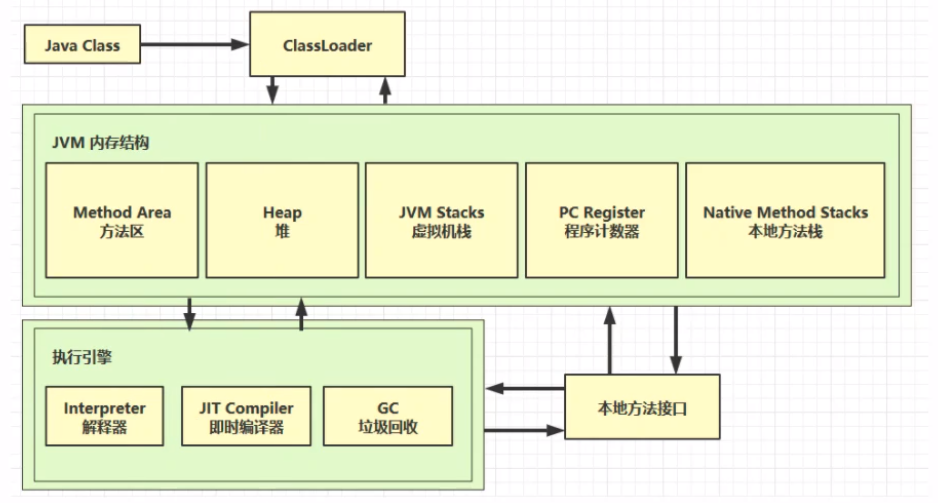 Java Class
ClassLoader
JVM 内存结构
Method Area
方法区
Heap
堆
JVM Stacks
虚拟机栈
PC Register
程序计数器
Native Method Stacks
本地方法栈
执行引擎
Interpreter
解释器
JIT Compiler
即时编译器
GC
垃圾回收
本地方法接口